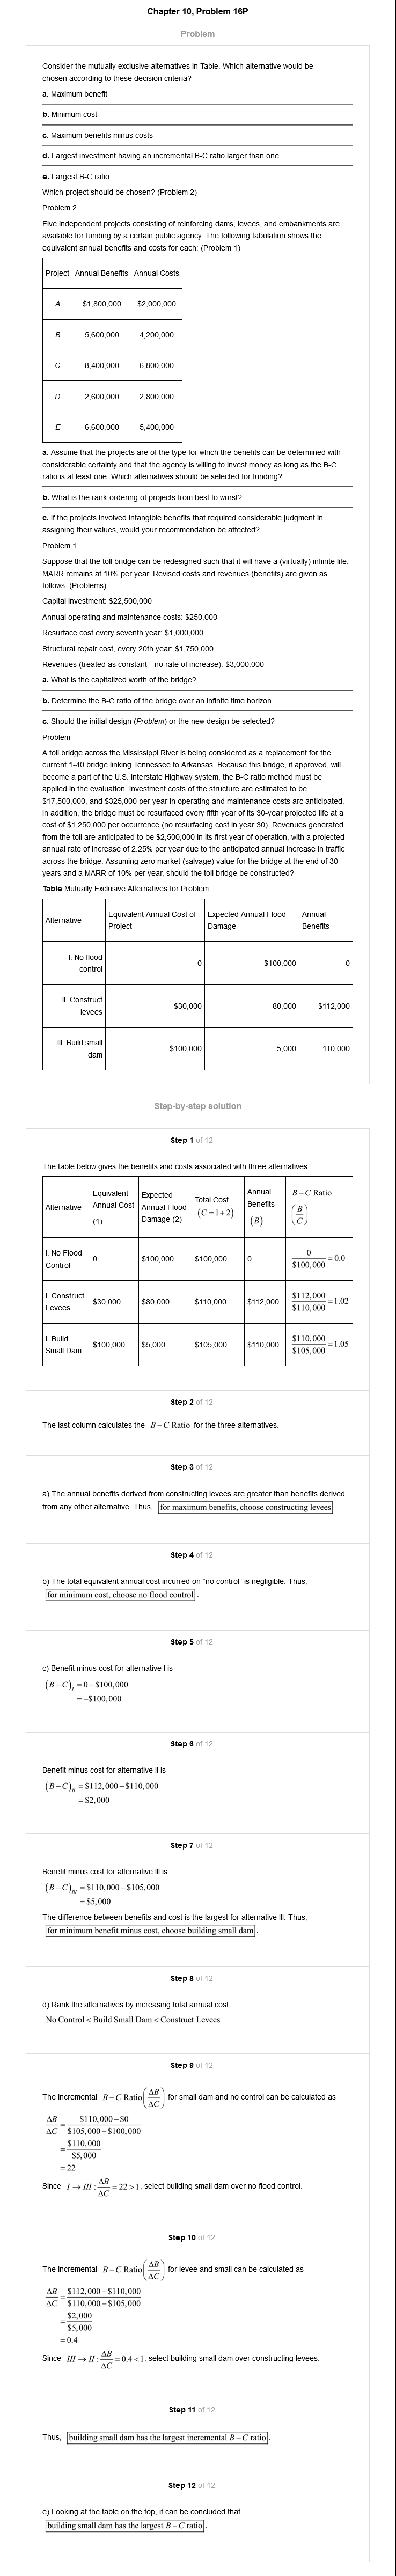 Chapter 10, Problem 16P
Problem
Consider the mutually exclusive alternatives in Table. Which alternative would be
chosen according to these decision criteria?
a. Maximum benefit
b. Minimum cost
c. Maximum benefits minus costs
d. Largest investment having an incremental B-C ratio larger than one
e. Largest B-C ratio
Which project should be chosen? (Problem 2)
Problem 2
Five independent projects consisting of reinforcing dams, levees, and embankments are
available for funding by a certain public agency. The following tabulation shows the
equivalent annual benefits and costs for each: (Problem 1)
Project Annual Benefits Annual Costs
A $1,800,000 $2,000,000
B 5,600,000 4,200,000
C 8,400,000 6,800,000
D 2,600,000 2,800,000
E 6,600,000 5,400,000
a. Assume that the projects are of the type for which the benefits can be determined with
considerable certainty and that the agency is willing to invest money as long as the B-C
ratio is at least one. Which alternatives should be selected for funding?
b. What is the rank-ordering of projects from best to worst?
c. If the projects involved intangible benefits that required considerable judgment in
assigning their values, would your recommendation be affected?
Problem 1
Suppose that the toll bridge can be redesigned such that it will have a (virtually) infinite life.
MARR remains at 10% per year. Revised costs and revenues (benefits) are given as
follows: (Problems)
Capital investment: $22,500,000
Annual operating and maintenance costs: $250,000
Resurface cost every seventh year: $1,000,000
Structural repair cost, every 20th year: $1,750,000
Revenues (treated as constant—no rate of increase): $3,000,000
a. What is the capitalized worth of the bridge?
b. Determine the B-C ratio of the bridge over an infinite time horizon.
c. Should the initial design (Problem) or the new design be selected?
Problem
A toll bridge across the Mississippi River is being considered as a replacement for the
current 1-40 bridge linking Tennessee to Arkansas. Because this bridge, if approved, will
become a part of the U.S. Interstate Highway system, the B-C ratio method must be
applied in the evaluation. Investment costs of the structure are estimated to be
$17,500,000, and $325,000 per year in operating and maintenance costs arc anticipated.
In addition, the bridge must be resurfaced every fifth year of its 30-year projected life at a
cost of $1,250,000 per occurrence (no resurfacing cost in year 30). Revenues generated
from the toll are anticipated to be $2,500,000 in its first year of operation, with a projected
annual rate of increase of 2.25% per year due to the anticipated annual increase in traffic
across the bridge. Assuming zero market (salvage) value for the bridge at the end of 30
years and a MARR of 10% per year, should the toll bridge be constructed?
Table Mutually Exclusive Alternatives for Problem
Alternative Equivalent Annual Cost of Expected Annual Flood Annual
Project Damage Benefits
I. No flood
control 0 $100,000 0
II. Construct
levees $30,000 80,000 $112,000
III. Build small
dam $100,000 5,000 110,000
Step-by-step solution
Step 1 of 12
The table below gives the benefits and costs associated with three alternatives.
Alternative Equivalent Annual Cost (1) Expected Annual Flood Damage (2) Total Cost (C = 1 + 2) Annual Benefits (B) B – C Ratio (B/C)
I. No Flood Control 0 $100,000 $100,000 0 0/$100,000 = 0.0
I. Construct Levees $30,000 $80,000 $110,000 $112,000 $112,000/$110,000 = 1.02
I. Build Small Dam $100,000 $5,000 $105,000 $110,000 $110,000/$105,000 = 1.05
Step 2 of 12
The last column calculates the B – C Ratio for the three alternatives.
Step 3 of 12
a) The annual benefits derived from constructing levees are greater than benefits derived
from any other alternative. Thus, for maximum benefits, choose constructing levees.
Step 4 of 12
b) The total equivalent annual cost incurred on “no control” is negligible. Thus,
for minimum cost, choose no flood control.
Step 5 of 12
c) Benefit minus cost for alternative I is
(B – C)I = 0 – $100,000
= –$100,000
Step 6 of 12
Benefit minus cost for alternative II is
(B – C)II = $112,000 – $110,000
= $2,000
Step 7 of 12
Benefit minus cost for alternative III is
(B – C)III = $110,000 – $105,000
= $5,000
The difference between benefits and cost is the largest for alternative III. Thus,
for minimum benefit minus cost, choose building small dam.
Step 8 of 12
d) Rank the alternatives by increasing total annual cost:
No Control < Build Small Dam < Construct Levees
Step 9 of 12
The incremental B – C Ratio (ΔB/ΔC) for small dam and no control can be calculated as
ΔB/ΔC = ($110,000 – $0)/($105,000 – $100,000)
= $110,000/$5,000
= 22
Since I → III : ΔB/ΔC = 22 > 1, select building small dam over no flood control.
Step 10 of 12
The incremental B – C Ratio (ΔB/ΔC) for levee and small can be calculated as
ΔB/ΔC = ($112,000 – $110,000)/($110,000 – $105,000)
= $2,000/$5,000
= 0.4
Since III → II : ΔB/ΔC = 0.4 < 1, select building small dam over constructing levees.
Step 11 of 12
Thus, building small dam has the largest incremental B – C ratio.
Step 12 of 12
e) Looking at the table on the top, it can be concluded that
building small dam has the largest B – C ratio.